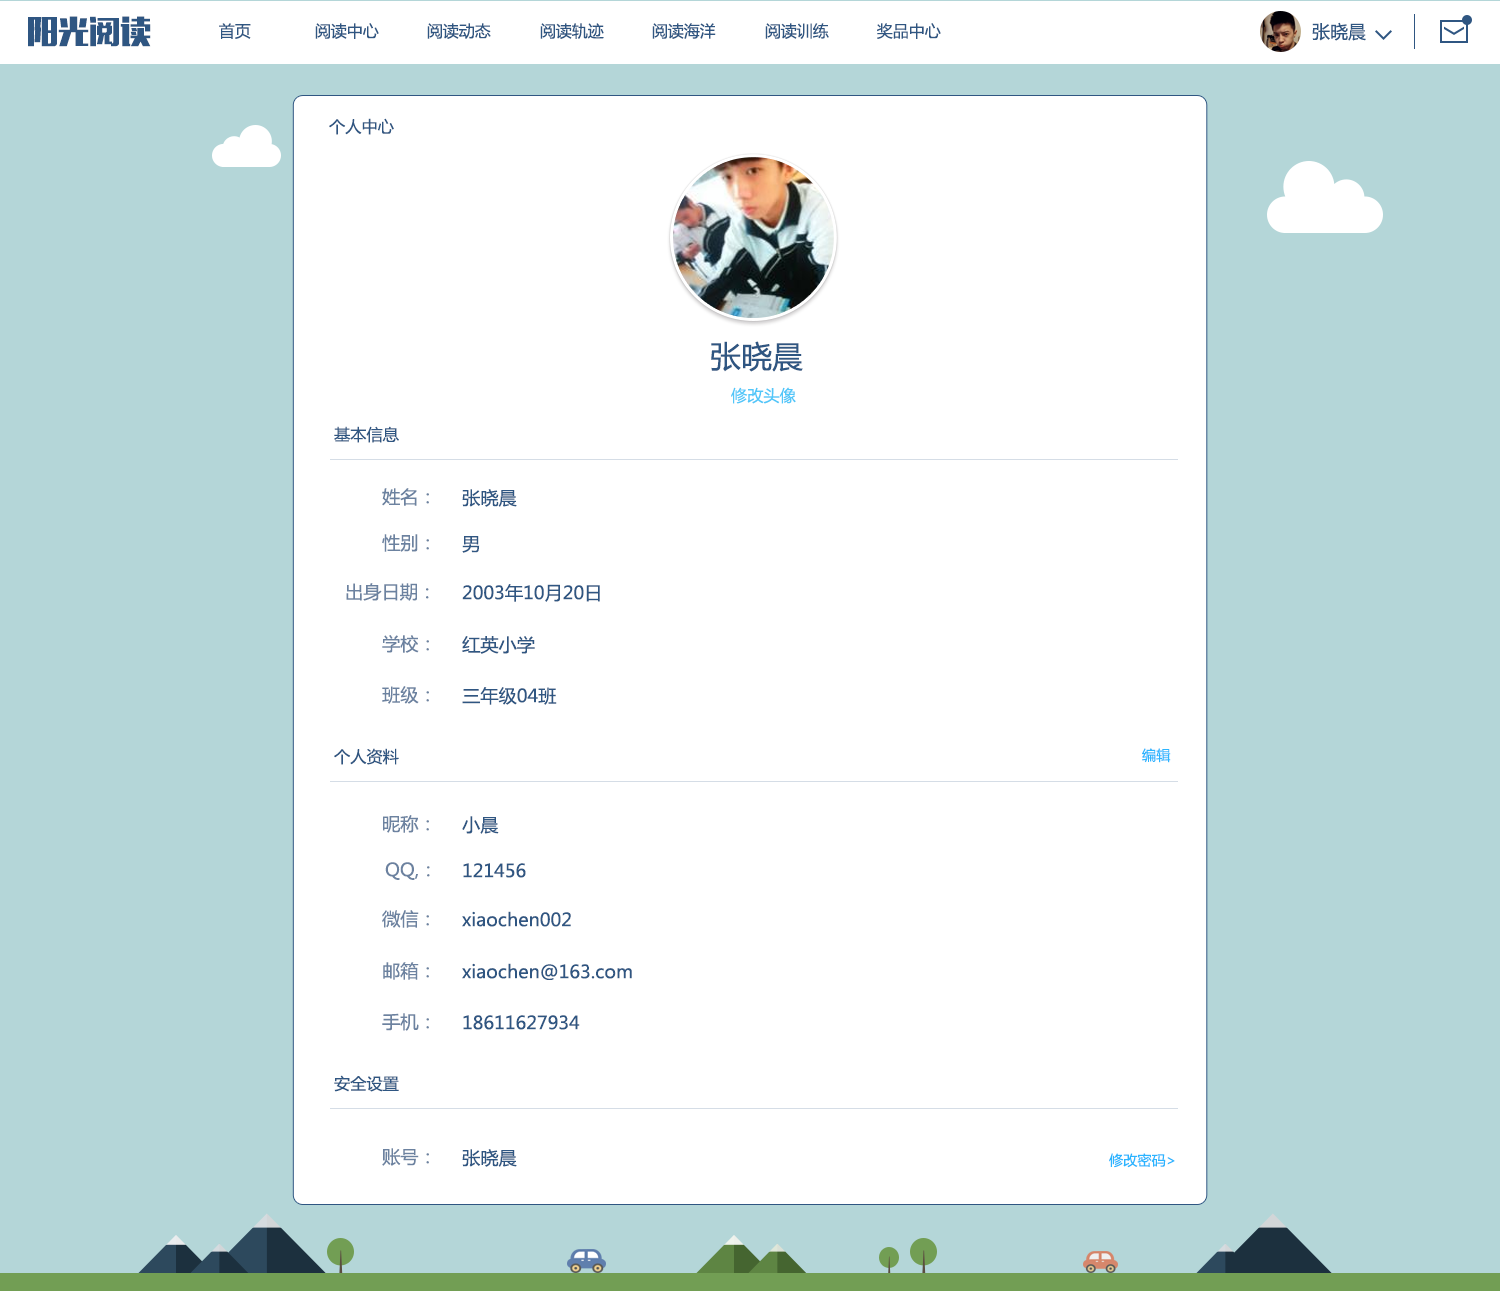 阳光阅读 首页 阅读中心 阅读动态 阅读轨迹 阅读海洋 阅读训练 奖品中心 张晓晨
个人中心
张晓晨
修改头像
基本信息
姓名： 张晓晨
性别： 男
出身日期： 2003年10月20日
学校： 红英小学
班级： 三年级04班
个人资料 编辑
昵称： 小晨
QQ,： 121456
微信： xiaochen002
邮箱： xiaochen@163.com
手机： 18611627934
安全设置
账号： 张晓晨 修改密码>